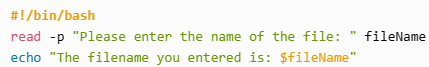 #!/bin/bash
read -p "Please enter the name of the file: " fileName
echo "The filename you entered is: $fileName"